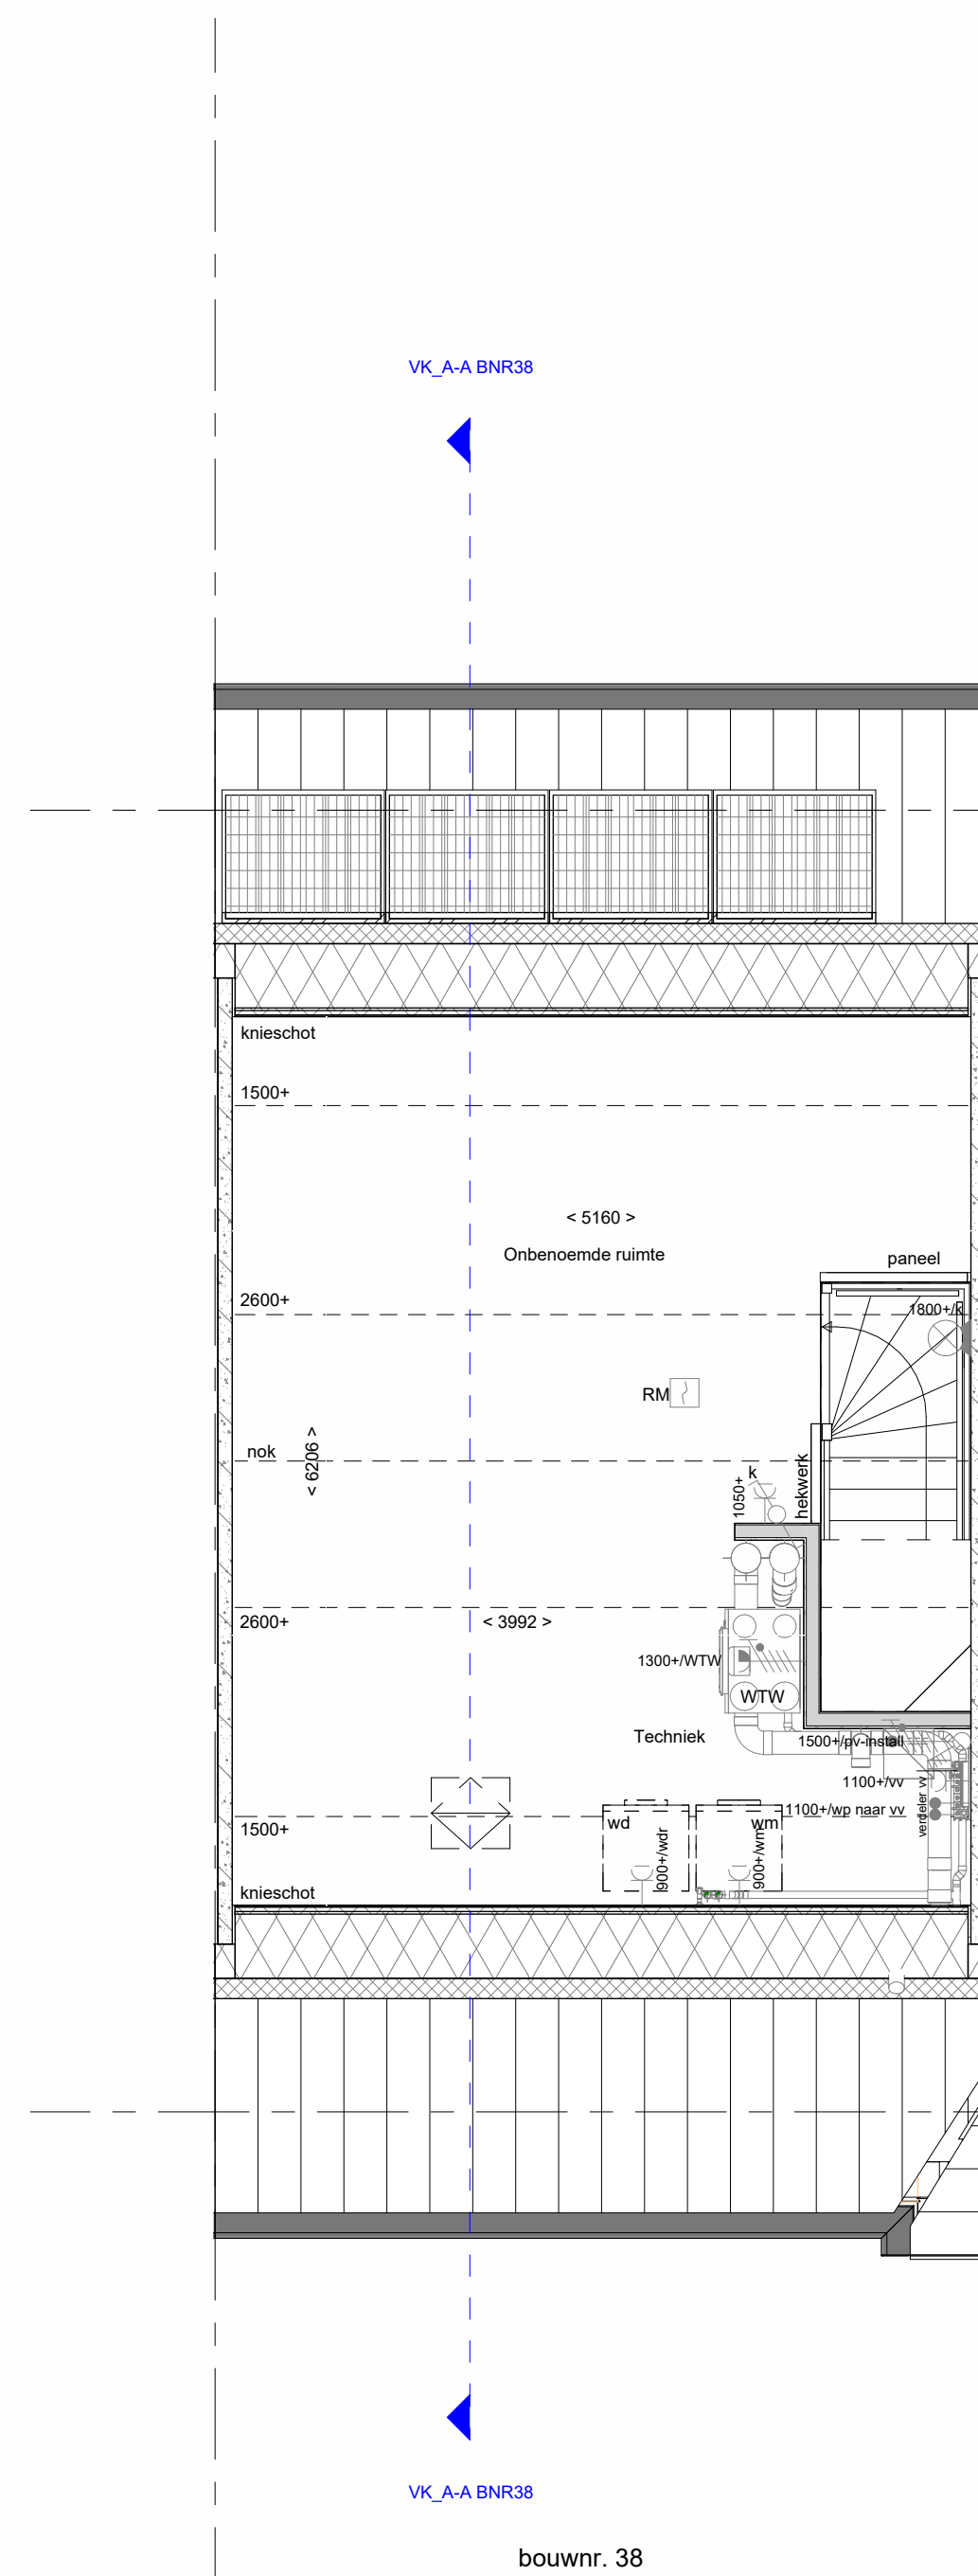 VK_A-A BNR38
knieschot
1500+
< 5160 >
Onbenoemde ruimte
paneel
2600+
1800+/k
RM
nok
< 6206 >
k
1050+
hekwerk
2600+
< 3992 >
1300+/WTW
WTW
Techniek
1500+/pv-install
1100+/vv
1100+/wp naar vv
verdeler vv
1500+
wd
wm
900+/wdr
900+/wm
knieschot
VK_A-A BNR38
bouwnr. 38